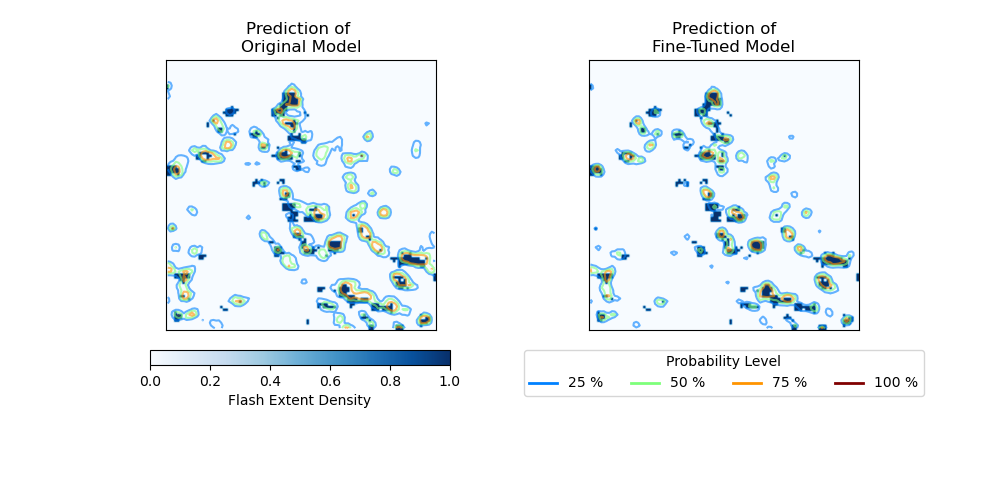 Prediction of
Original Model
Prediction of
Fine-Tuned Model
0.0 0.2 0.4 0.6 0.8 1.0
Flash Extent Density
Probability Level
25 % 50 % 75 % 100 %